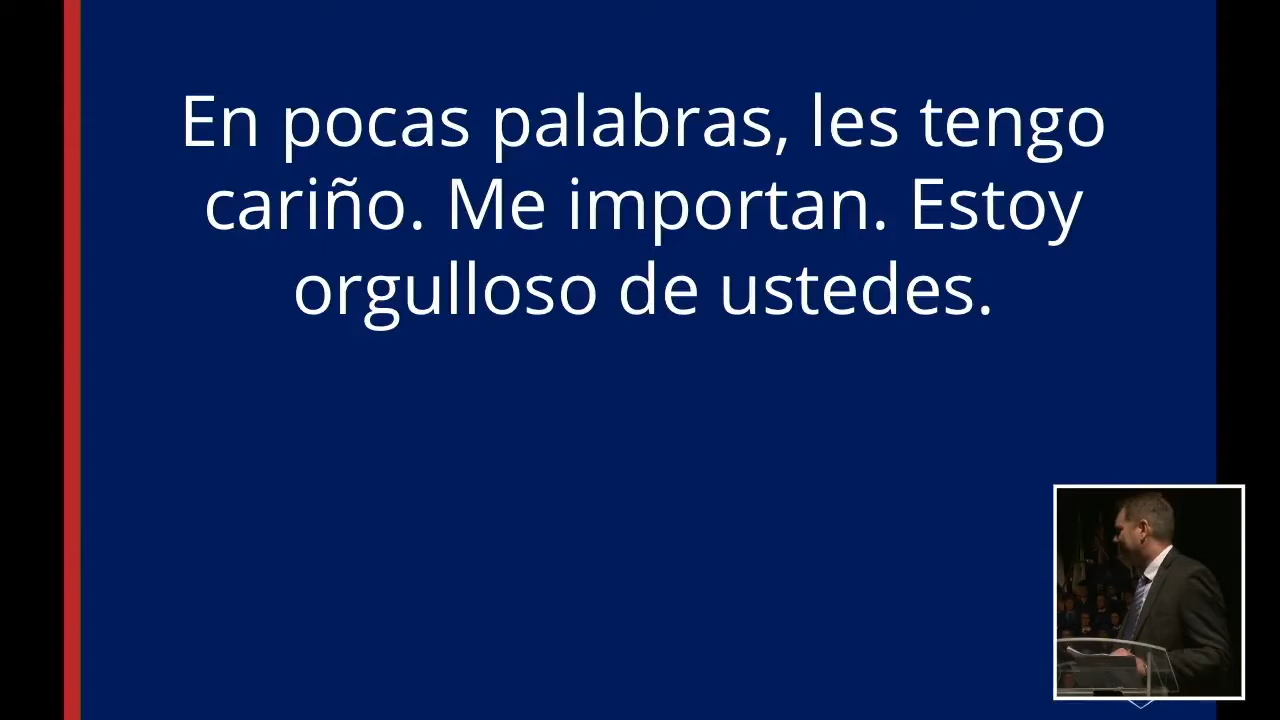 En pocas palabras, les tengo
cariño. Me importan. Estoy
orgulloso de ustedes.